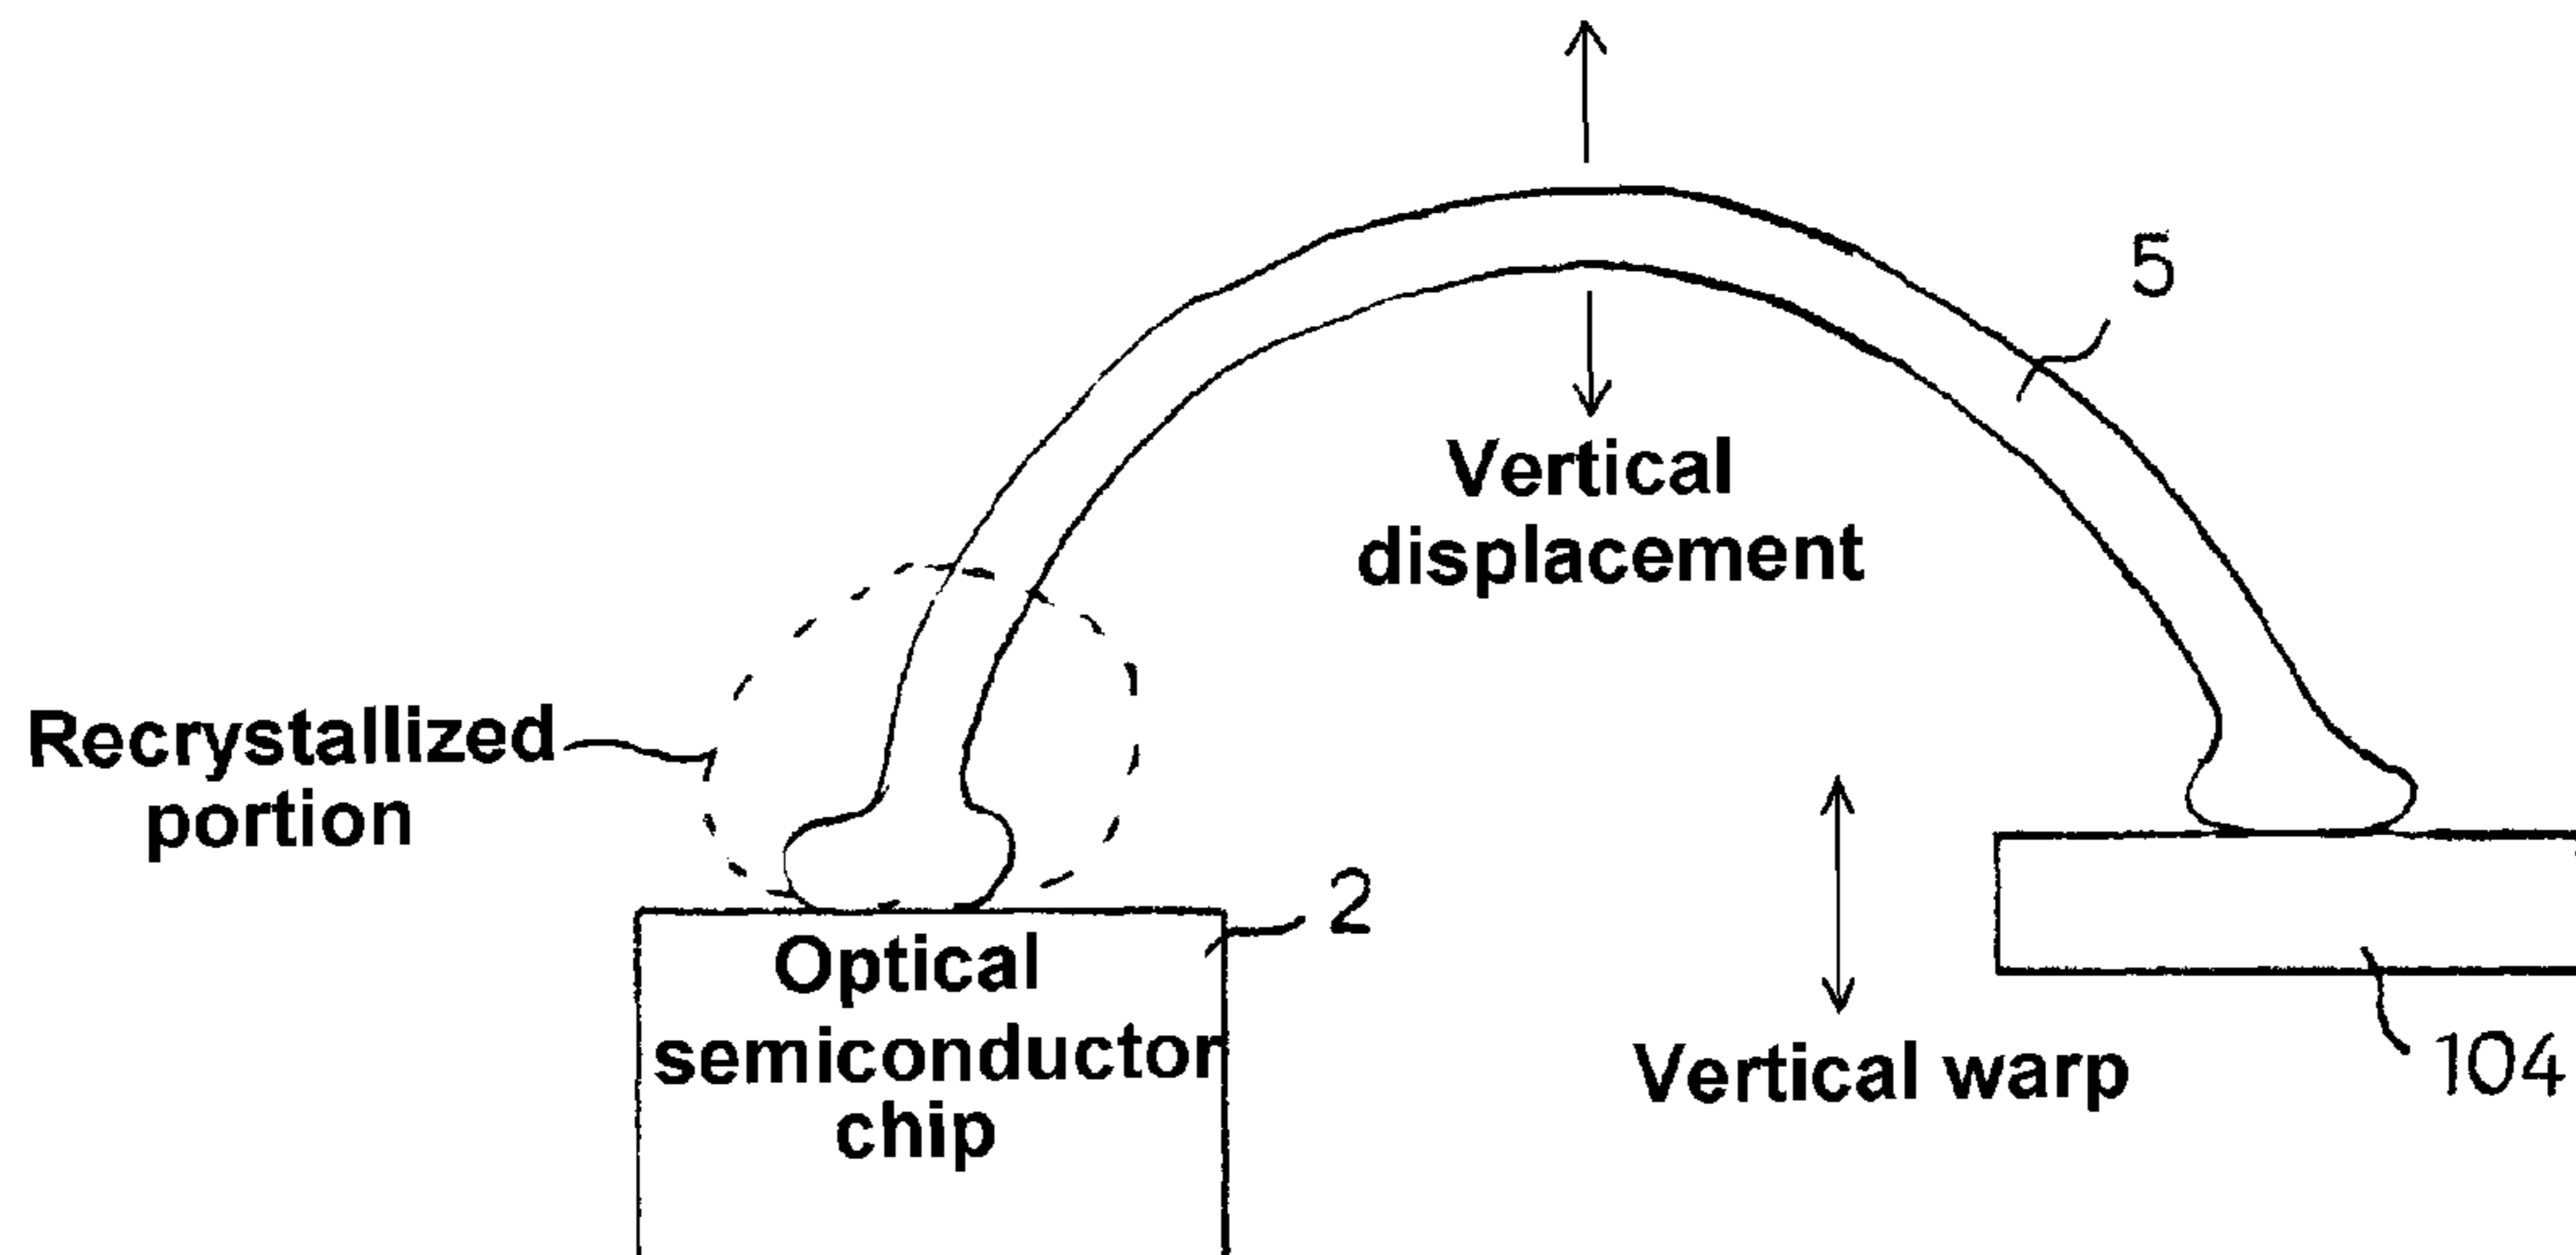 5
Vertical
displacement
Recrystallized
portion
2
Optical
semiconductor
chip
Vertical warp
104